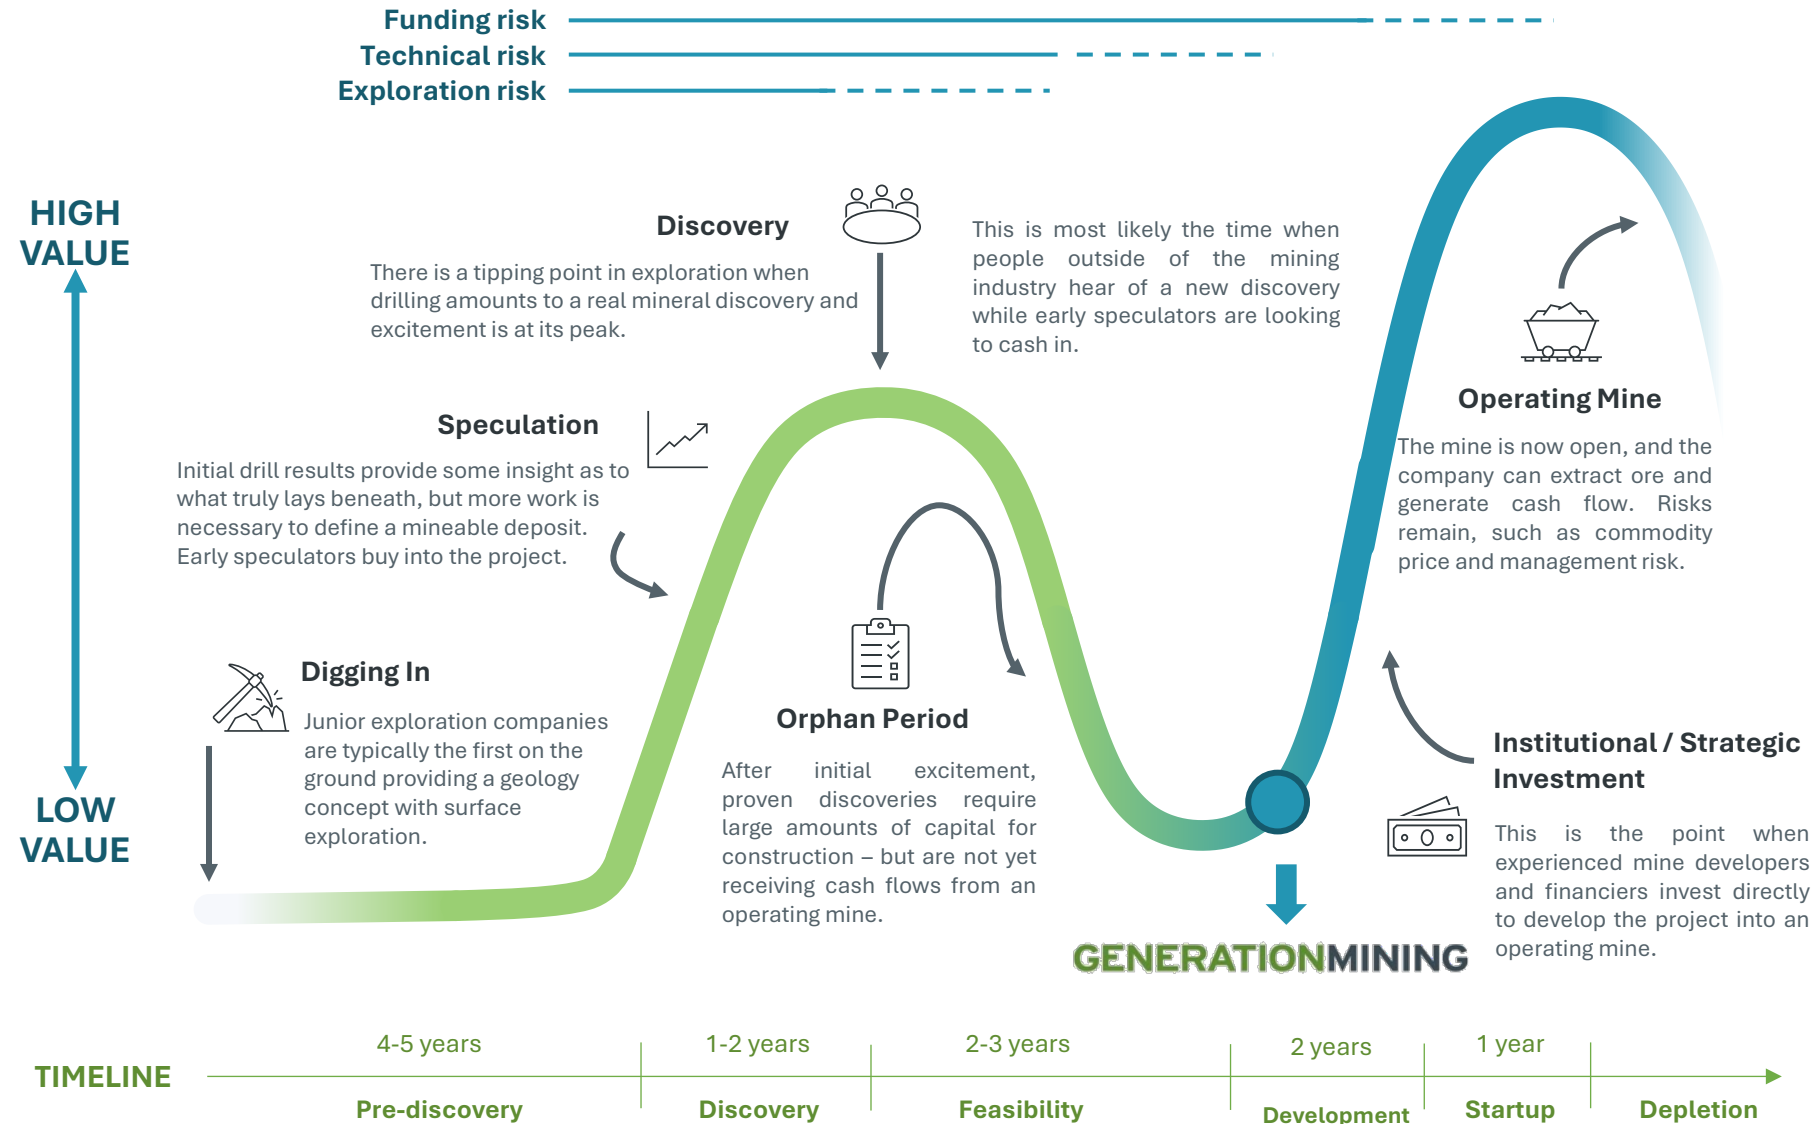 Funding risk
Technical risk
Exploration risk
HIGH
VALUE
LOW
VALUE
Discovery
There is a tipping point in exploration when
drilling amounts to a real mineral discovery and
excitement is at its peak.
This is most likely the time when
people outside of the mining
industry hear of a new discovery
while early speculators are looking
to cash in.
Speculation
Initial drill results provide some insight as to
what truly lays beneath, but more work is
necessary to define a mineable deposit.
Early speculators buy into the project.
Operating Mine
The mine is now open, and the
company can extract ore and
generate cash flow. Risks
remain, such as commodity
price and management risk.
Digging In
Junior exploration companies
are typically the first on the
ground providing a geology
concept with surface
exploration.
Orphan Period
After initial excitement,
proven discoveries require
large amounts of capital for
construction – but are not yet
receiving cash flows from an
operating mine.
Institutional / Strategic
Investment
This is the point when
experienced mine developers
and financiers invest directly
to develop the project into an
operating mine.
GENERATIONMINING
TIMELINE
4-5 years
1-2 years
2-3 years
2 years
1 year
Pre-discovery
Discovery
Feasibility
Development
Startup
Depletion